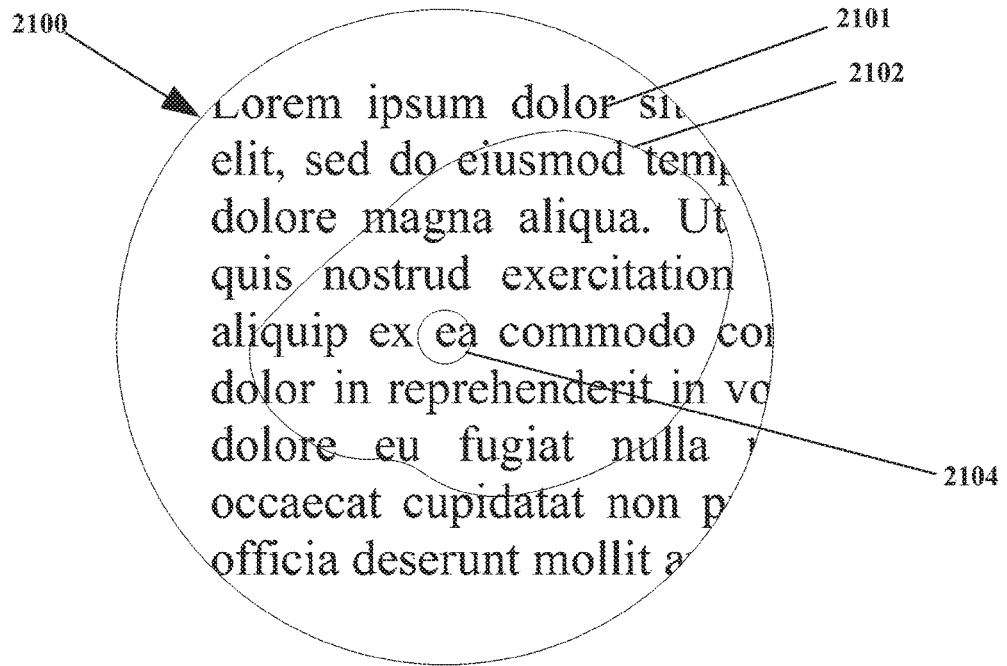 2100
2101
2102
Lorem ipsum dolor
elit, sed do eiusmod
dolore magna aliqua. Ut
quis nostrud exercitation
aliquip ex ea commodo
dolor in reprehenderit in
dolore eu fugiat nulla
2104
occaecat cupidatat non
officia deserunt mollit